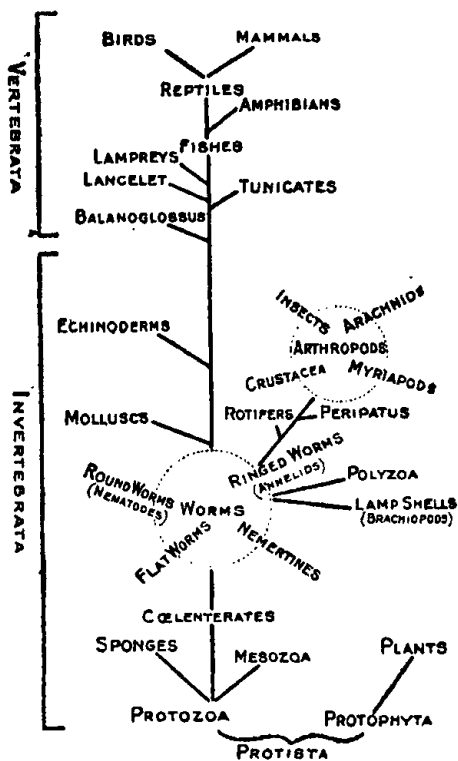 BIRDS
MAMMALS
VERTEBRATA
REPTILES
AMPHIBIANS
FISHES
LAMPREYS
LANCELET
TUNICATES
BALANOGLOSSUS
INVERTEBRATA
INSECTS
ARACHNIDS
ARTHROPODS
CRUSTACEA
MYRIAPODS
ECHINODERMS
ROTIFERS
PERIPATUS
MOLLUSCS
RINGED WORMS
(ANNELIDS)
ROUND WORMS
(NEMATODES)
WORMS
POLYZOA
LAMP SHELLS
(BRACHIOPODS)
FLAT WORMS
NEMERTINES
CŒLENTERATES
SPONGES
MESOZOA
PLANTS
PROTOZOA
PROTOPHYTA
PROTISTA